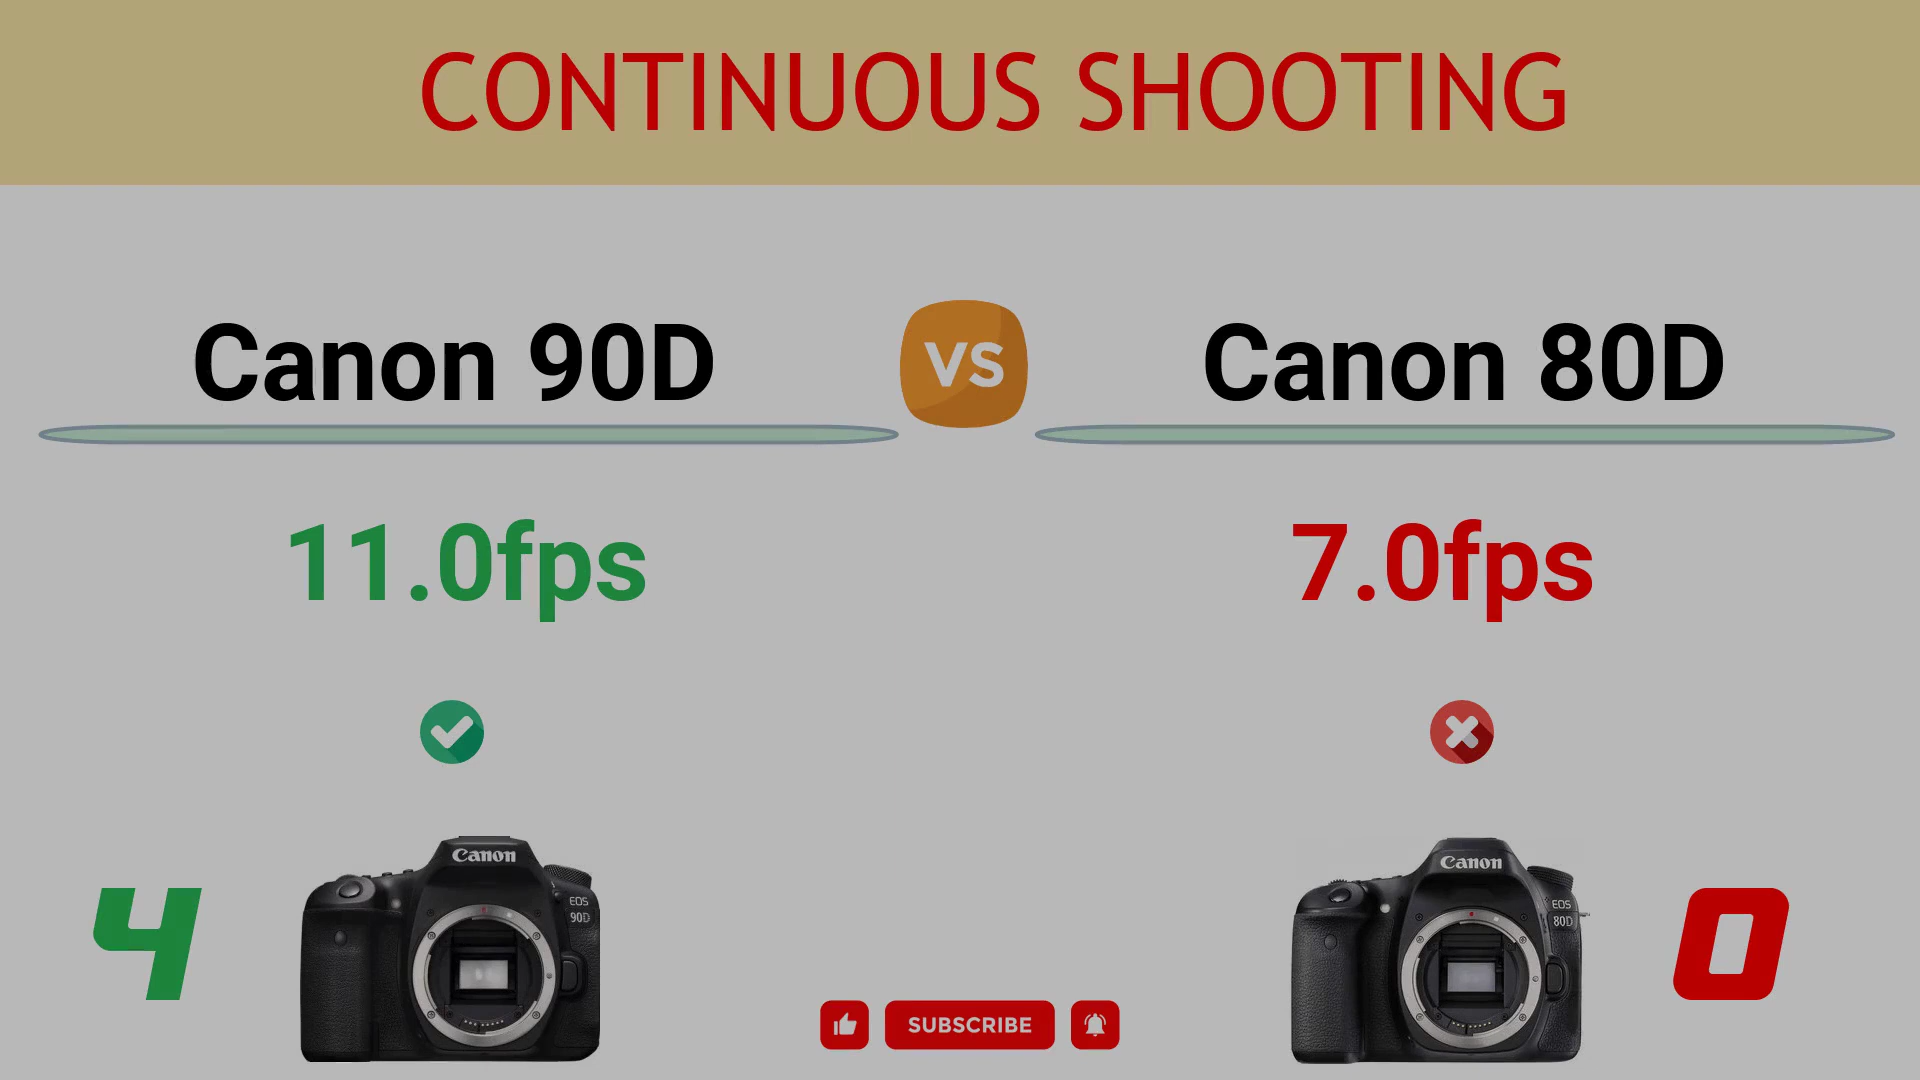 CONTINUOUS SHOOTING
Canon 90D
VS
Canon 80D
11.0fps
7.0fps
4
Canon
EOS
90D
SUBSCRIBE
Canon
EOS
80D
0